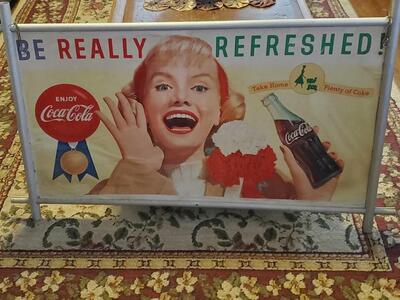 BE REALLY REFRESHED!
ENJOY
Coca-Cola
Take Home
Plenty of Coke
Coca-Cola